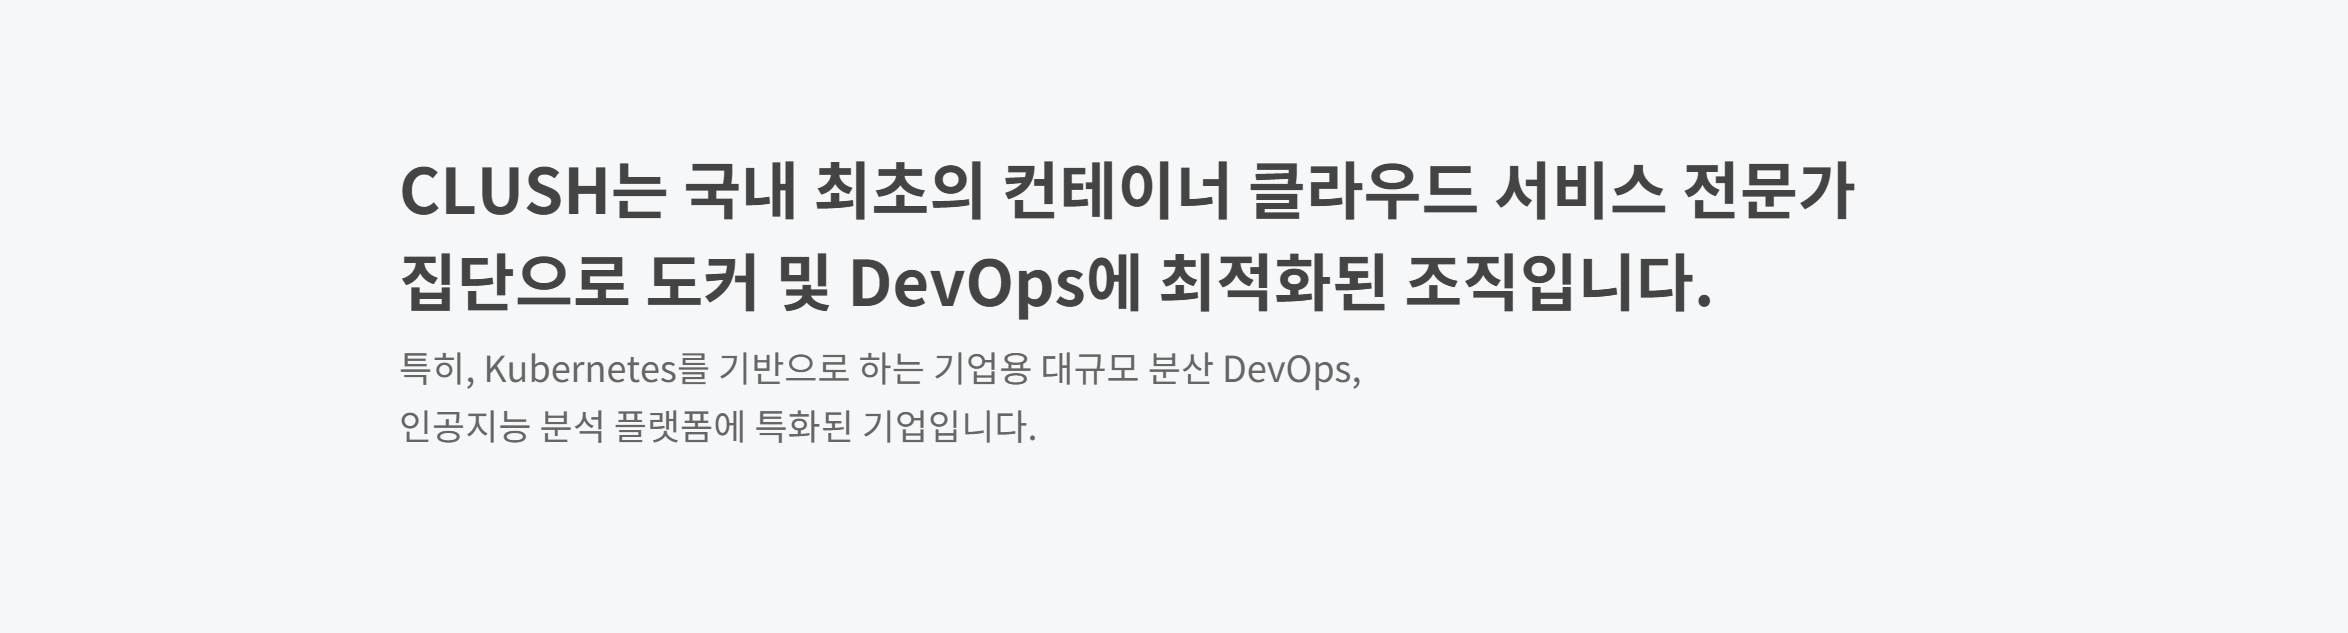 CLUSH는 국내 최초의 컨테이너 클라우드 서비스 전문가
집단으로 도커 및 DevOps에 최적화된 조직입니다.
특히, Kubernetes를 기반으로 하는 기업용 대규모 분산 DevOps,
인공지능 분석 플랫폼에 특화된 기업입니다.